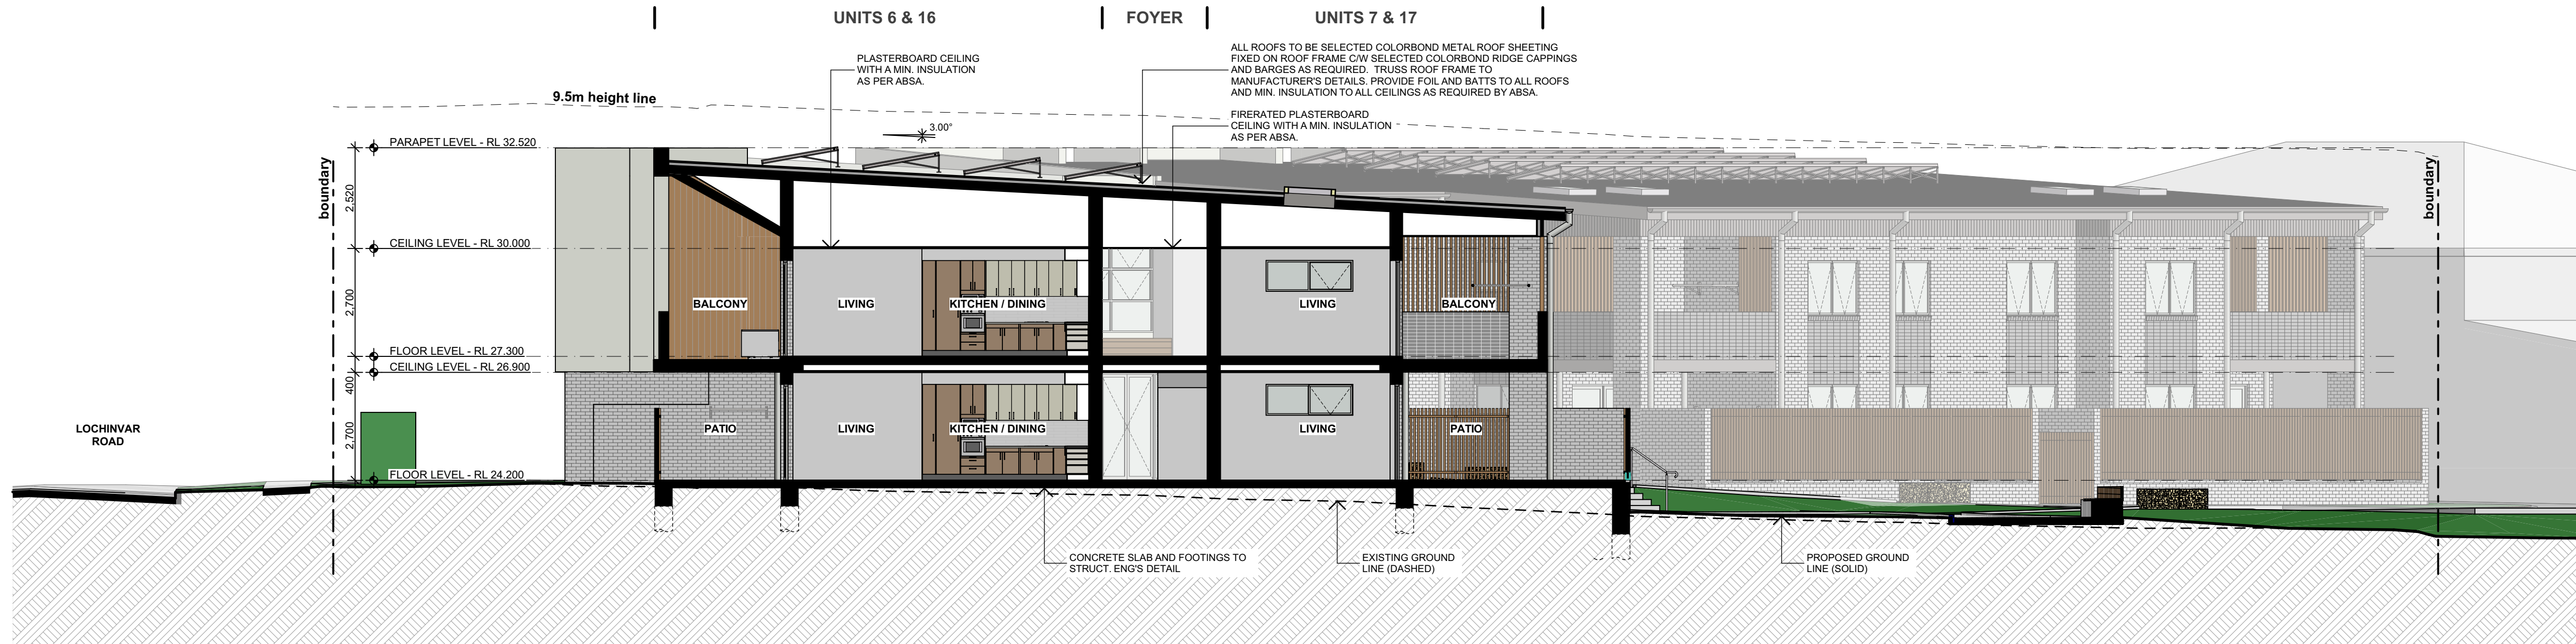 UNITS 6 & 16
FOYER
UNITS 7 & 17
PLASTERBOARD CEILING
WITH A MIN. INSULATION
AS PER ABSA.
ALL ROOFS TO BE SELECTED COLORBOND METAL ROOF SHEETING
FIXED ON ROOF FRAME C/W SELECTED COLORBOND RIDGE CAPPINGS
AND BARGES AS REQUIRED. TRUSS ROOF FRAME TO
MANUFACTURER'S DETAILS. PROVIDE FOIL AND BATTS TO ALL ROOFS
AND MIN. INSULATION TO ALL CEILINGS AS REQUIRED BY ABSA.
9.5m height line
FIRERATED PLASTERBOARD
CEILING WITH A MIN. INSULATION
AS PER ABSA.
3.00°
PARAPET LEVEL - RL 32.520
boundary
boundary
2,520
CEILING LEVEL - RL 30.000
2,700
BALCONY
LIVING
KITCHEN / DINING
LIVING
BALCONY
FLOOR LEVEL - RL 27.300
CEILING LEVEL - RL 26.900
400
LOCHINVAR
ROAD
2,700
PATIO
LIVING
KITCHEN / DINING
LIVING
PATIO
FLOOR LEVEL - RL 24.200
CONCRETE SLAB AND FOOTINGS TO
STRUCT. ENG'S DETAIL
EXISTING GROUND
LINE (DASHED)
PROPOSED GROUND
LINE (SOLID)